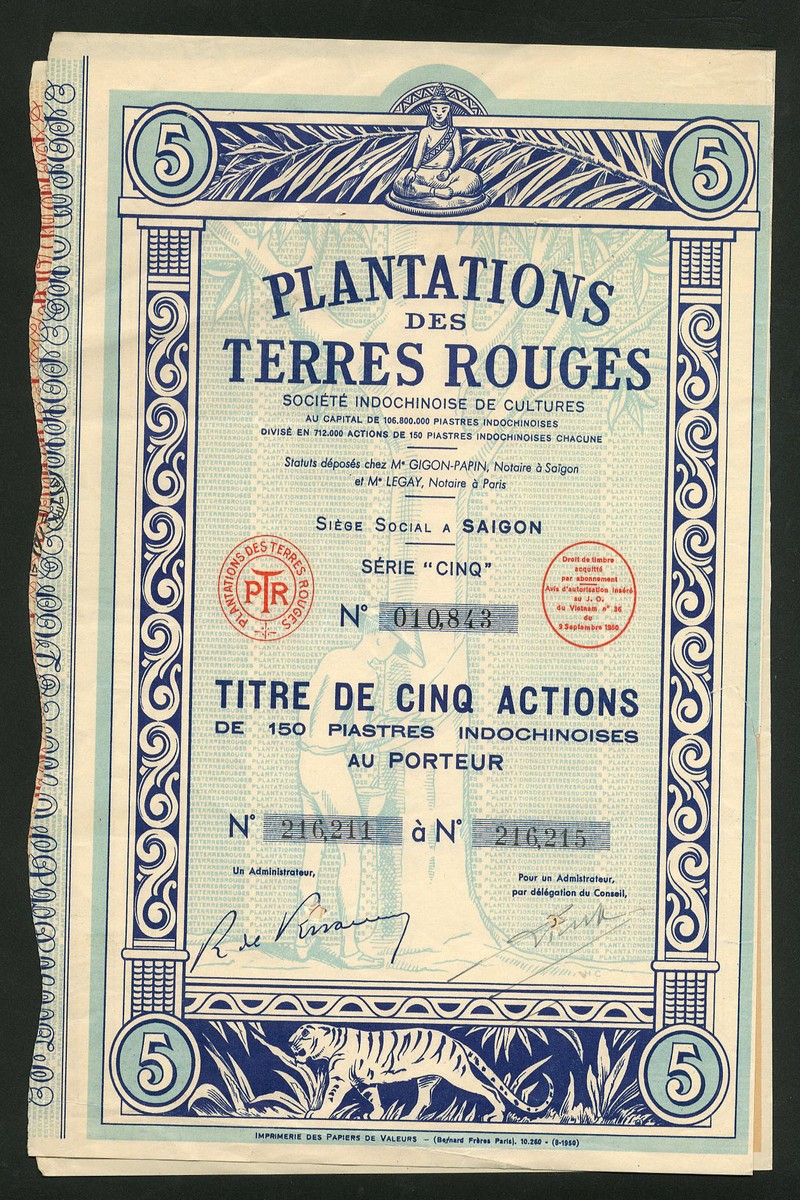 5
5
PLANTATIONS
DES
TERRES ROUGES
SOCIÉTÉ INDOCHINOISE DE CULTURES
AU CAPITAL DE 106.800.000 PIASTRES INDOCHINOISES
DIVISÉ EN 712.000 ACTIONS DE 150 PIASTRES INDOCHINOISES CHACUNE
Statuts déposés chez Mᵉ GIGON-PAPIN, Notaire à Saïgon
et Mᵉ LEGAY, Notaire à Paris
SIÈGE SOCIAL A SAIGON
SÉRIE "CINQ"
PLANTATIONS DES TERRES ROUGES
PTR
Droit de timbre
acquitté
par abonnement
Avis d'autorisation inséré
au J. O.
du Vietnam n° 36
du
9 Septembre 1950
N° 010,843
TITRE DE CINQ ACTIONS
DE 150 PIASTRES INDOCHINOISES
AU PORTEUR
N° 216,211 à N° 216,215
Un Administrateur,
Pour un Admistrateur,
par délégation du Conseil,
5
5
IMPRIMERIE DES PAPIERS DE VALEURS — (Bernard Frères Paris). 10.250 - (8-1950)